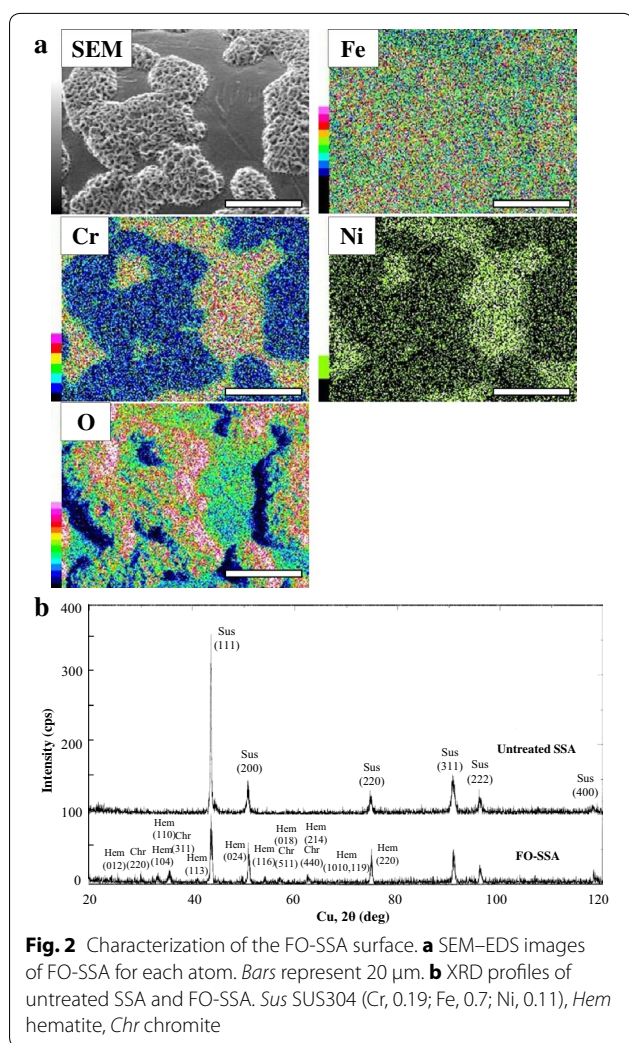 a
SEM
Fe
Cr
Ni
O
b
400
300
200
100
0
Intensity (cps)
Sus
(111)
Sus
(200)
Sus
(220)
Sus
(311)
Sus
(222)
Sus
(400)
Untreated SSA
Hem
(012)
Chr
(220)
Hem
(110)
Hem
(104)
Chr
(311)
Hem
(113)
Hem
(024)
Hem
(116)
Hem
(018)
Chr
(511)
Hem
(214)
Chr
(440)
Hem
(1010,119)
Hem
(220)
FO-SSA
20
40
60
80
100
120
Cu, 2θ (deg)
Fig. 2 Characterization of the FO-SSA surface. a SEM–EDS images
of FO-SSA for each atom. Bars represent 20 μm. b XRD profiles of
untreated SSA and FO-SSA. Sus SUS304 (Cr, 0.19; Fe, 0.7; Ni, 0.11), Hem
hematite, Chr chromite